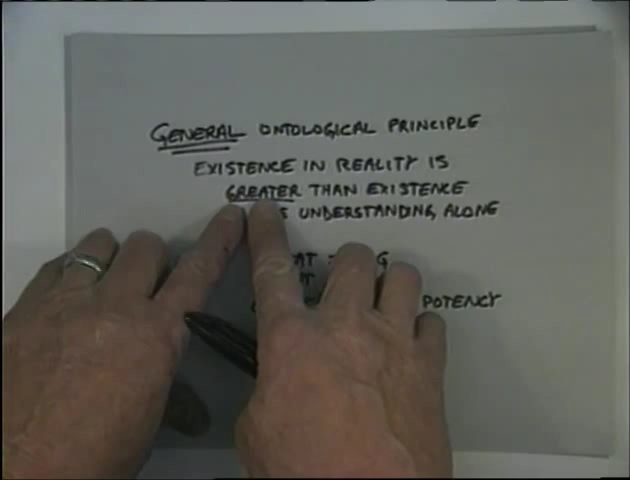 GENERAL ONTOLOGICAL PRINCIPLE
EXISTENCE IN REALITY IS
GREATER THAN EXISTENCE
UNDERSTANDING, ALONE
POTENCY